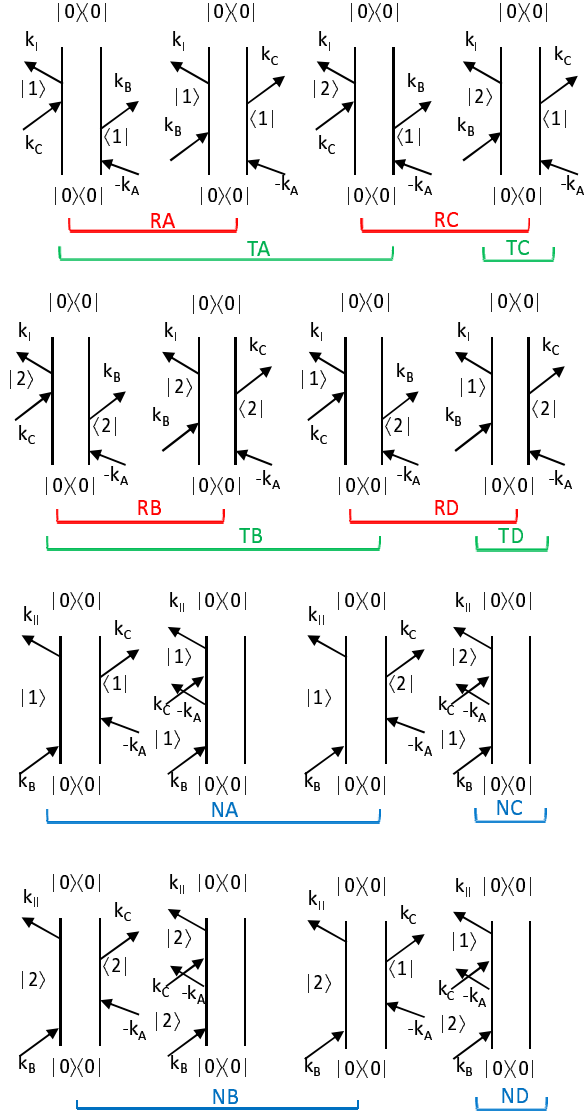 |0⟩⟨0| |0⟩⟨0| |0⟩⟨0| |0⟩⟨0|
k_I k_I k_C k_I k_I k_C
|1⟩ k_B |1⟩ |2⟩ k_B |2⟩
k_C ⟨1| k_B ⟨1| k_C ⟨1| k_B ⟨1|
-k_A -k_A -k_A -k_A
|0⟩⟨0| |0⟩⟨0| |0⟩⟨0| |0⟩⟨0|
RA RC
TA TC
|0⟩⟨0| |0⟩⟨0| |0⟩⟨0| |0⟩⟨0|
k_I k_I k_C k_I k_I k_C
|2⟩ k_B |2⟩ |1⟩ k_B |1⟩
k_C ⟨2| k_B ⟨2| k_C ⟨2| k_B ⟨2|
-k_A -k_A -k_A -k_A
|0⟩⟨0| |0⟩⟨0| |0⟩⟨0| |0⟩⟨0|
RB RD
TB TD
k_II |0⟩⟨0| k_II |0⟩⟨0| k_II |0⟩⟨0| k_II |0⟩⟨0|
k_C |1⟩ k_C |2⟩
|1⟩ ⟨1| k_C -k_A |1⟩ ⟨2| k_C -k_A
-k_A |1⟩ -k_A |1⟩
k_B |0⟩⟨0| k_B |0⟩⟨0| k_B |0⟩⟨0| k_B |0⟩⟨0|
NA NC
|0⟩⟨0| |0⟩⟨0| |0⟩⟨0| |0⟩⟨0|
k_II k_C k_II k_II k_C k_II
|2⟩ ⟨2| |2⟩ |2⟩ ⟨1| |1⟩
k_C -k_A k_C -k_A
-k_A |2⟩ -k_A |2⟩
k_B |0⟩⟨0| k_B |0⟩⟨0| k_B |0⟩⟨0| k_B |0⟩⟨0|
NB ND